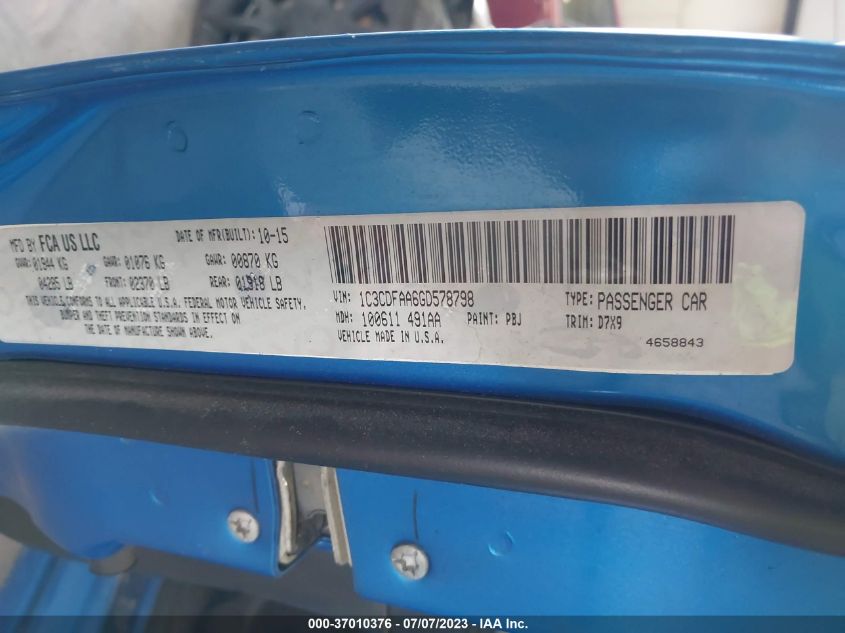 MFD BY FCA US LLC DATE OF MFR(BUILT): 10-15
GVWR:01944 KG GAWR:01076 KG GAWR:00870 KG
04285 LB FRONT:02370 LB REAR:01918 LB
THIS VEHICLE CONFORMS TO ALL APPLICABLE U.S.A. FEDERAL MOTOR VEHICLE SAFETY,
BUMPER AND THEFT PREVENTION STANDARDS IN EFFECT ON
THE DATE OF MANUFACTURE SHOWN ABOVE.
VIN: 1C3CDFAA6GD578798 TYPE: PASSENGER CAR
MDH: 100611 491AA PAINT: PBJ TRIM: D7X9
VEHICLE MADE IN U.S.A. 4658843
000-37010376 - 07/07/2023 - IAA Inc.